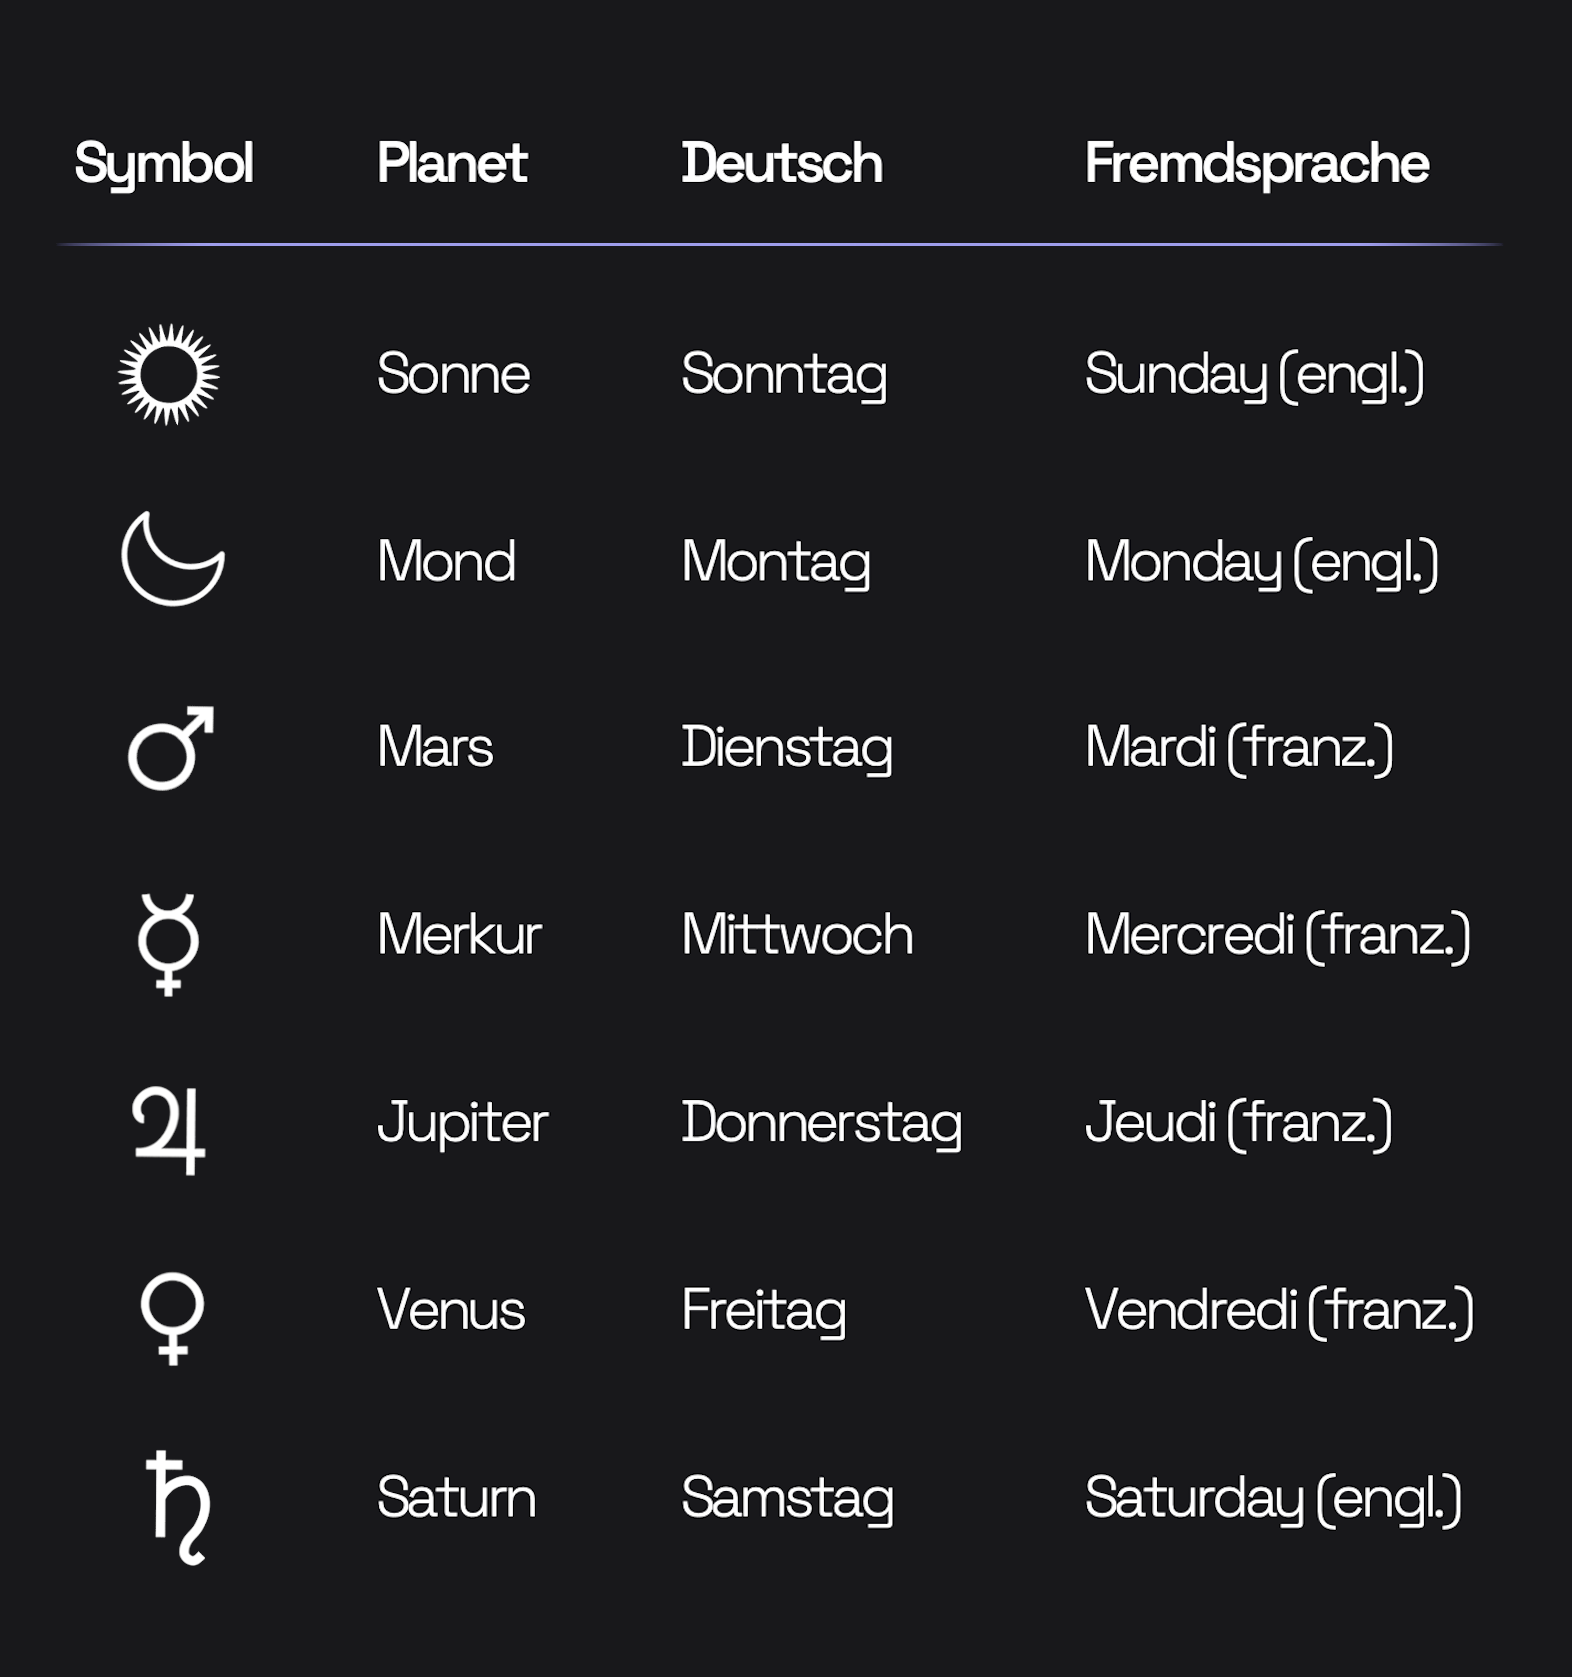 Symbol Planet Deutsch Fremdsprache
Sonne Sonntag Sunday (engl.)
Mond Montag Monday (engl.)
Mars Dienstag Mardi (franz.)
Merkur Mittwoch Mercredi (franz.)
Jupiter Donnerstag Jeudi (franz.)
Venus Freitag Vendredi (franz.)
Saturn Samstag Saturday (engl.)